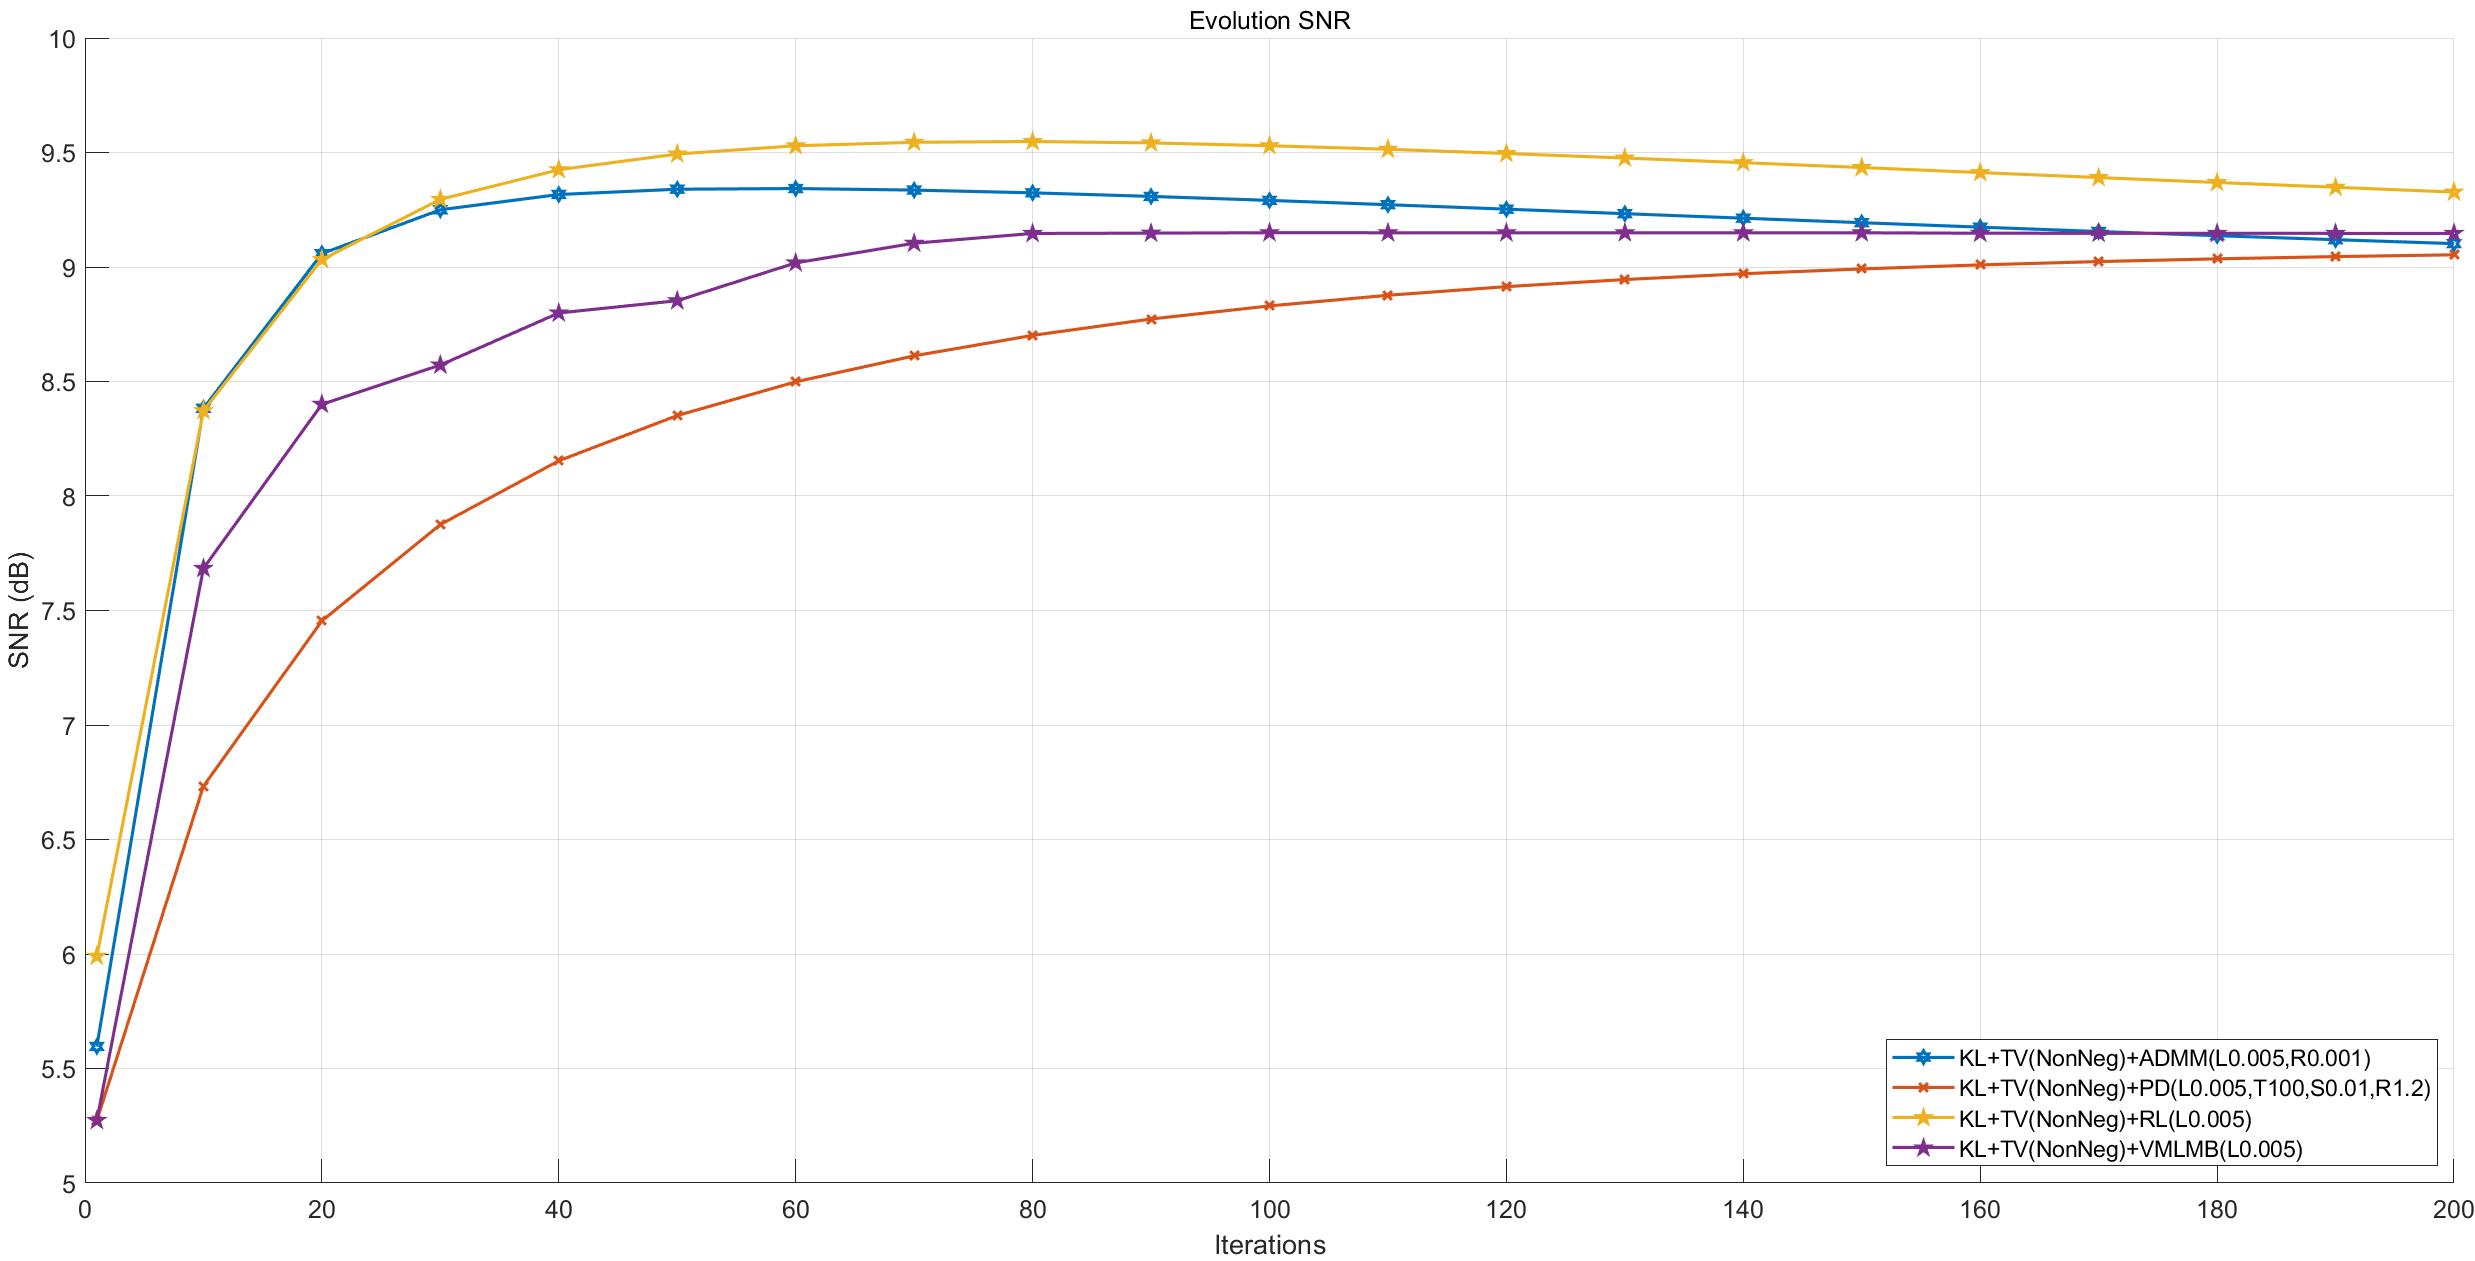 Evolution SNR
10
9.5
9
8.5
8
7.5
7
6.5
6
5.5
5
SNR (dB)
0 20 40 60 80 100 120 140 160 180 200
Iterations
KL+TV(NonNeg)+ADMM(L0.005,R0.001)
KL+TV(NonNeg)+PD(L0.005,T100,S0.01,R1.2)
KL+TV(NonNeg)+RL(L0.005)
KL+TV(NonNeg)+VMLMB(L0.005)